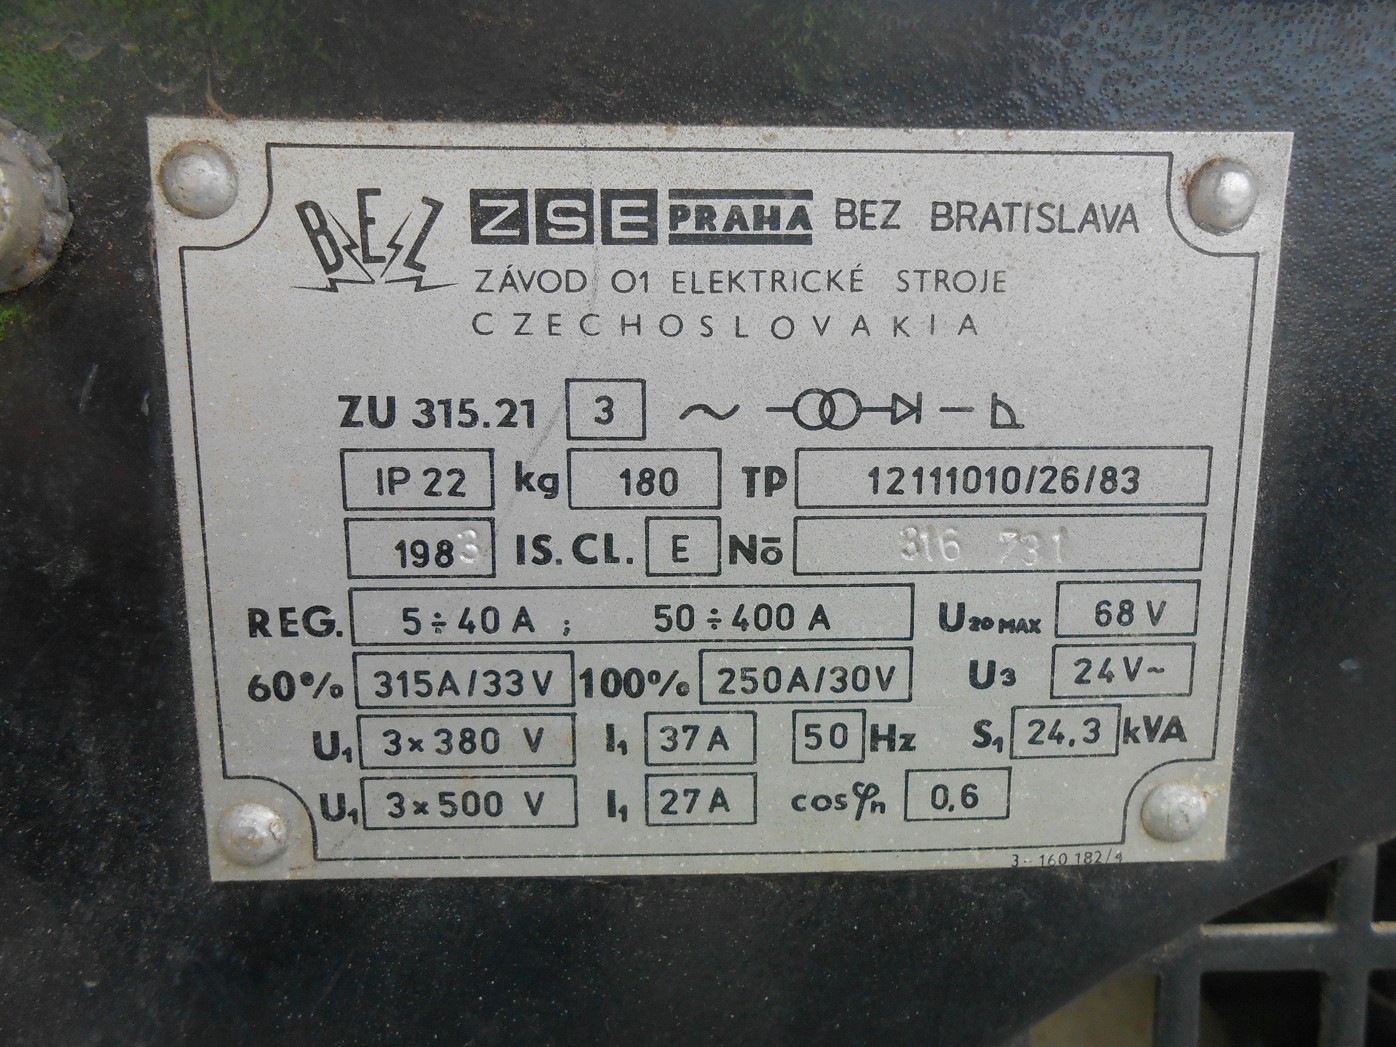 BEZ ZSE PRAHA BEZ BRATISLAVA
ZÁVOD 01 ELEKTRICKÉ STROJE
CZECHOSLOVAKIA
ZU 315.21 3 ~
IP 22 kg 180 TP 12111010/26/83
1983 IS. CL. E No 316 731
REG. 5÷40 A ; 50÷400 A U20 MAX 68 V
60% 315A/33V 100% 250A/30V U3 24V~
U1 3×380 V I1 37A 50 Hz S1 24,3 kVA
U1 3×500 V I1 27A cosφn 0,6
3-160 182/4